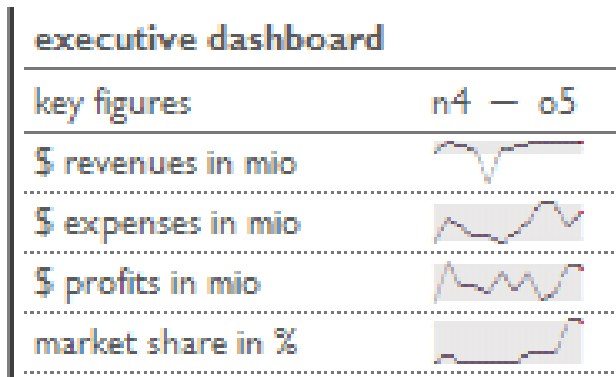 executive dashboard
key figures n4 – o5
$ revenues in mio
$ expenses in mio
$ profits in mio
market share in %